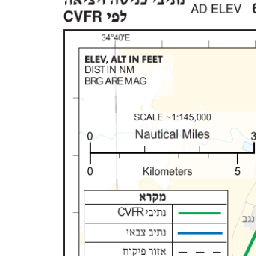 נתיבי כניסה ויציאה
לפי CVFR
AD ELEV
34°40'E
ELEV, ALT IN FEET
DIST IN NM
BRG ARE MAG
SCALE ~1:145,000
Nautical Miles
0 3
0 5
Kilometers
מקרא
נתיבי CVFR
נתיב צבאי
אזור פיקוח
נגב